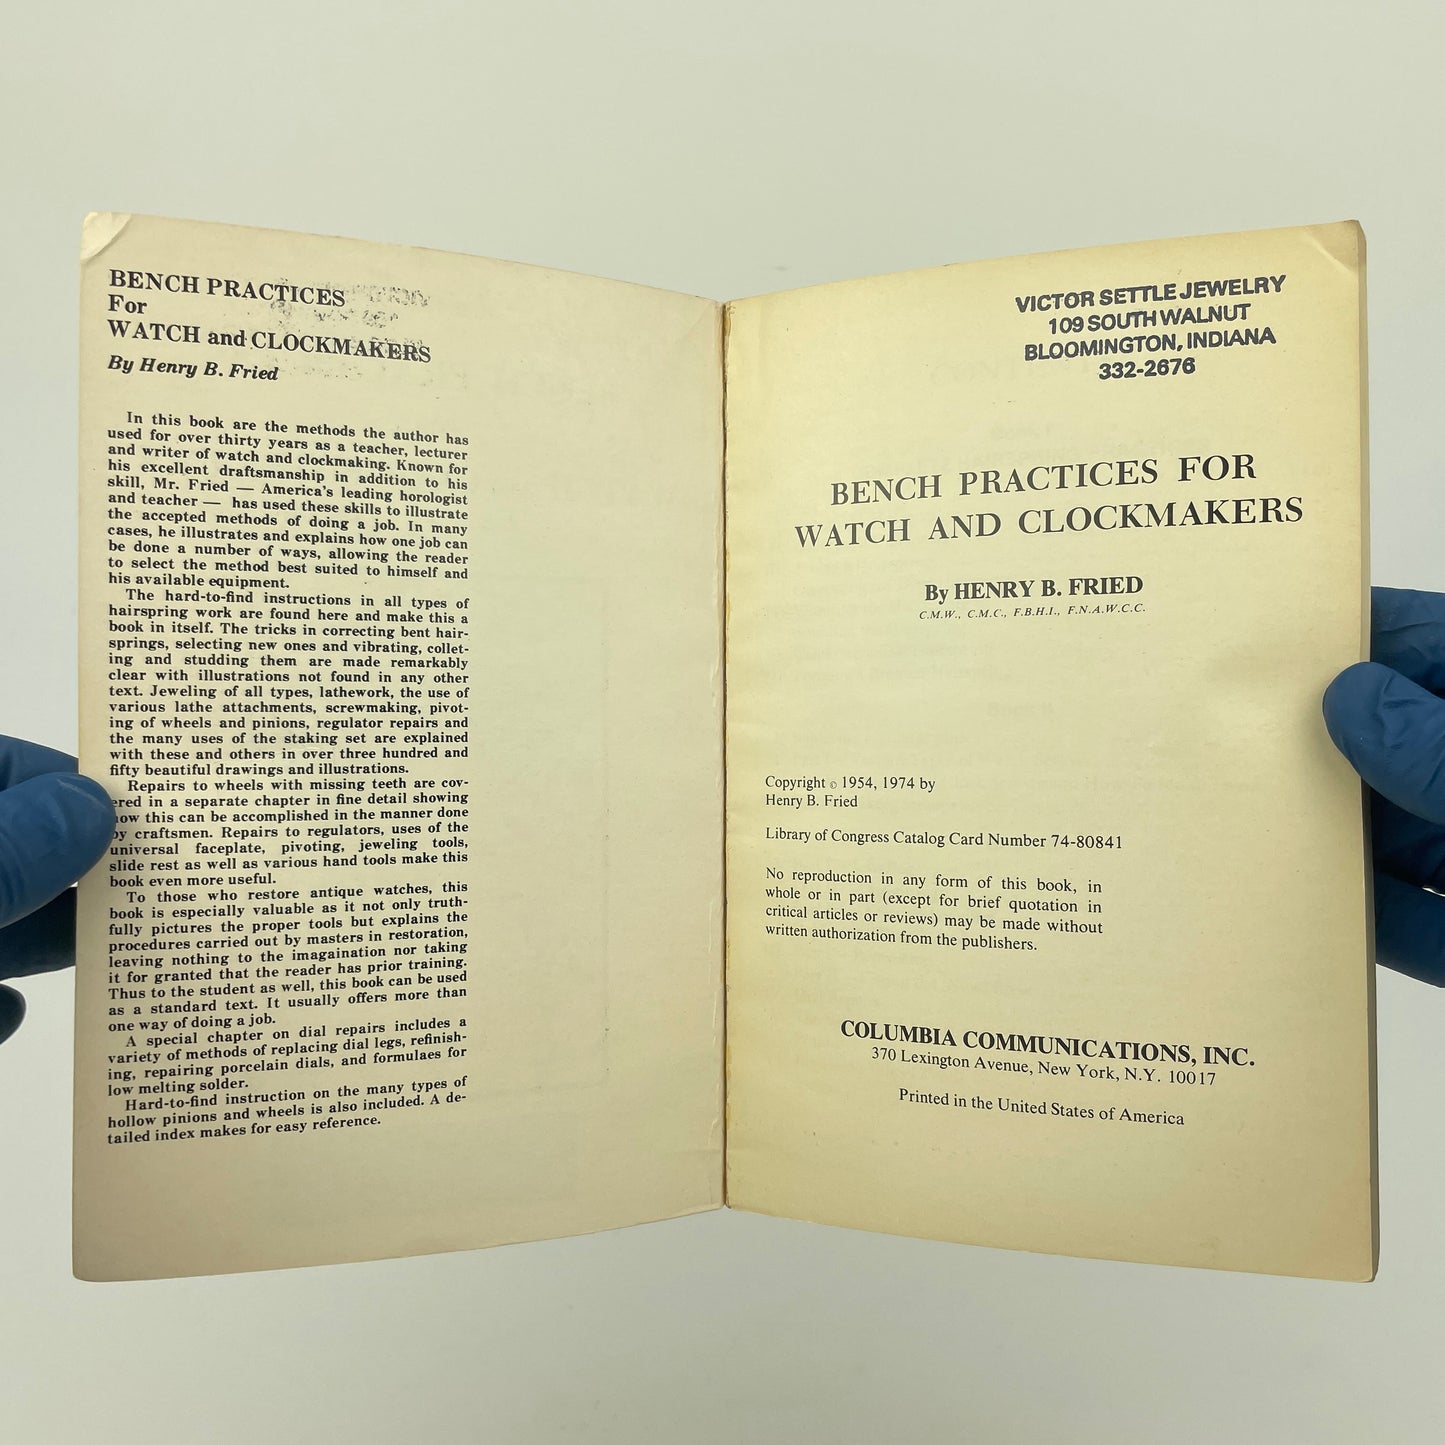 BENCH PRACTICES
For
WATCH and CLOCKMAKERS
By Henry B. Fried
In this book are the methods the author has
used for over thirty years as a teacher, lecturer
and writer of watch and clockmaking. Known for
his excellent draftsmanship in addition to his
skill, Mr. Fried — America's leading horologist
and teacher — has used these skills to illustrate
the accepted methods of doing a job. In many
cases, he illustrates and explains how one job can
be done a number of ways, allowing the reader
to select the method best suited to himself and
his available equipment.
The hard-to-find instructions in all types of
hairspring work are found here and make this a
book in itself. The tricks in correcting bent hair-
springs, selecting new ones and vibrating, collet-
ing and studding them are made remarkably
clear with illustrations not found in any other
text. Jeweling of all types, lathework, the use of
various lathe attachments, screwmaking, pivot-
ing of wheels and pinions, regulator repairs and
the many uses of the staking set are explained
with these and others in over three hundred and
fifty beautiful drawings and illustrations.
Repairs to wheels with missing teeth are cov-
ered in a separate chapter in fine detail showing
how this can be accomplished in the manner done
by craftsmen. Repairs to regulators, uses of the
universal faceplate, pivoting, jeweling tools,
slide rest as well as various hand tools make this
book even more useful.
To those who restore antique watches, this
book is especially valuable as it not only truth-
fully pictures the proper tools but explains the
procedures carried out by masters in restoration,
leaving nothing to the imagaination nor taking
it for granted that the reader has prior training.
Thus to the student as well, this book can be used
as a standard text. It usually offers more than
one way of doing a job.
A special chapter on dial repairs includes a
variety of methods of replacing dial legs, refinish-
ing, repairing porcelain dials, and formulaes for
low melting solder.
Hard-to-find instruction on the many types of
hollow pinions and wheels is also included. A de-
tailed index makes for easy reference.
VICTOR SETTLE JEWELRY
109 SOUTH WALNUT
BLOOMINGTON, INDIANA
332-2676
BENCH PRACTICES FOR
WATCH AND CLOCKMAKERS
By HENRY B. FRIED
C.M.W., C.M.C., F.B.H.I., F.N.A.W.C.C.
Copyright © 1954, 1974 by
Henry B. Fried
Library of Congress Catalog Card Number 74-80841
No reproduction in any form of this book, in
whole or in part (except for brief quotation in
critical articles or reviews) may be made without
written authorization from the publishers.
COLUMBIA COMMUNICATIONS, INC.
370 Lexington Avenue, New York, N.Y. 10017
Printed in the United States of America